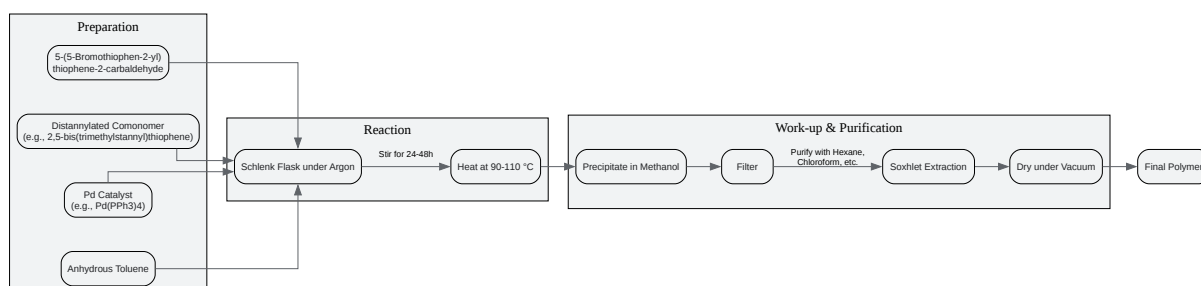 Preparation
5-(5-Bromothiophen-2-yl)
thiophene-2-carbaldehyde
Distannylated Comonomer
(e.g., 2,5-bis(trimethylstannyl)thiophene)
Pd Catalyst
(e.g., Pd(PPh3)4)
Anhydrous Toluene
Reaction
Schlenk Flask under Argon
Stir for 24-48h
Heat at 90-110 °C
Work-up & Purification
Precipitate in Methanol
Filter
Purify with Hexane,
Chloroform, etc.
Soxhlet Extraction
Dry under Vacuum
Final Polymer